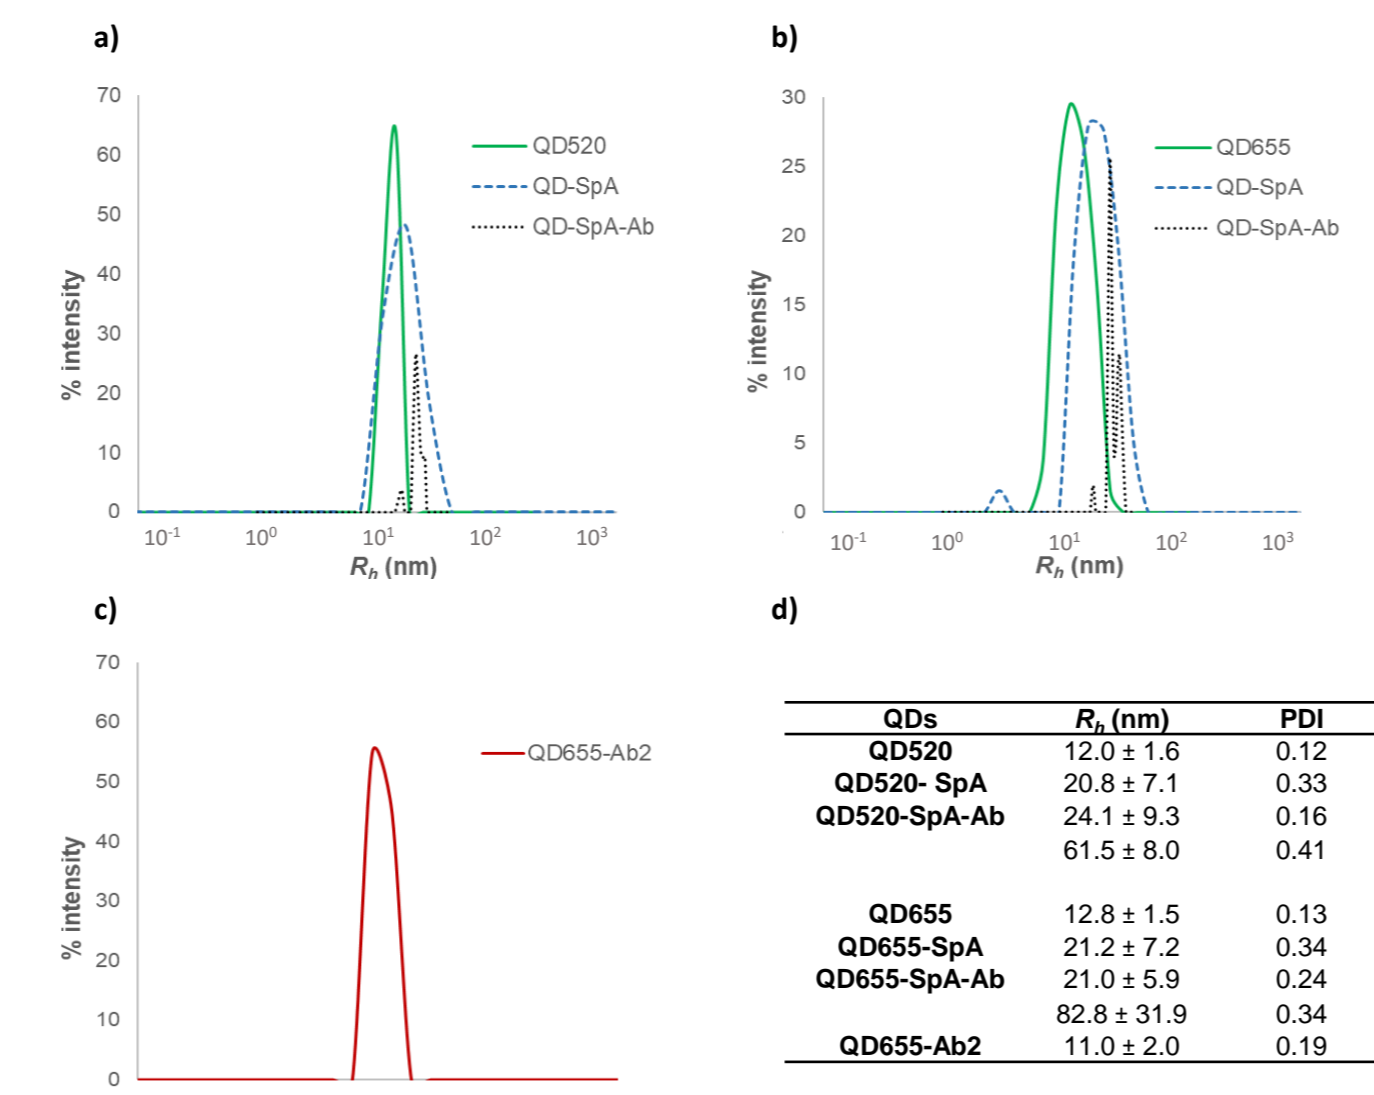 a)
70
60
50
40
30
20
10
0
% intensity
QD520
QD-SpA
QD-SpA-Ab
10-1 100 101 102 103
Rh (nm)
b)
30
25
20
15
10
5
0
% intensity
QD655
QD-SpA
QD-SpA-Ab
10-1 100 101 102 103
Rh (nm)
c)
70
60
50
40
30
20
10
0
% intensity
QD655-Ab2
d)
QDs Rh (nm) PDI
QD520 12.0 ± 1.6 0.12
QD520- SpA 20.8 ± 7.1 0.33
QD520-SpA-Ab 24.1 ± 9.3 0.16
61.5 ± 8.0 0.41
QD655 12.8 ± 1.5 0.13
QD655-SpA 21.2 ± 7.2 0.34
QD655-SpA-Ab 21.0 ± 5.9 0.24
82.8 ± 31.9 0.34
QD655-Ab2 11.0 ± 2.0 0.19